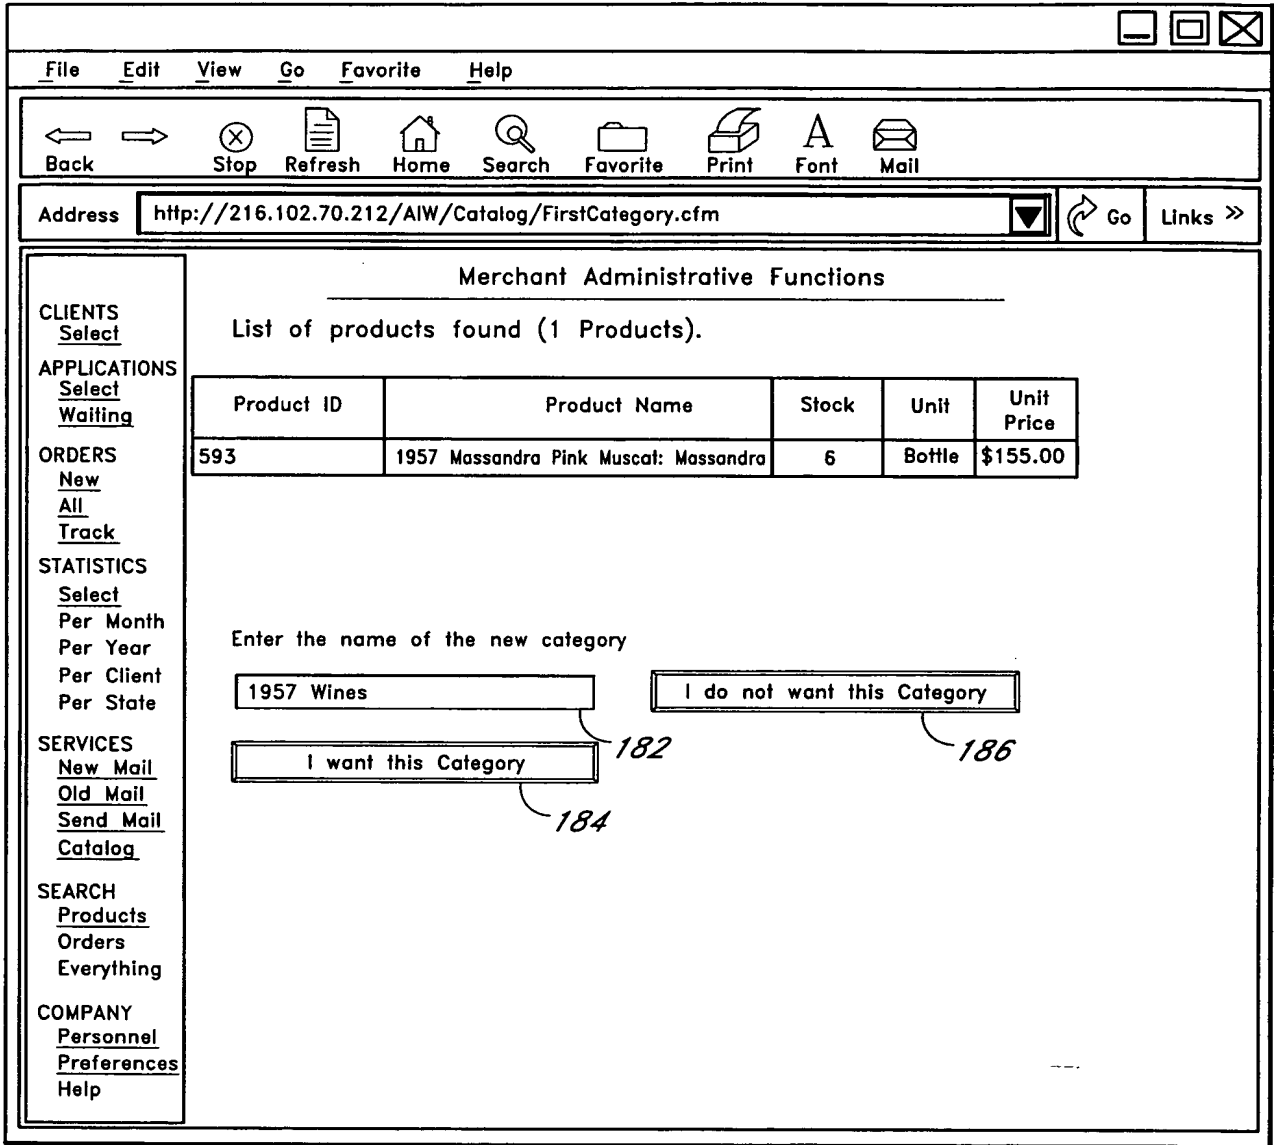 File Edit View Go Favorite Help
Back Stop Refresh Home Search Favorite Print Font Mail
Address http://216.102.70.212/AIW/Catalog/FirstCategory.cfm Go Links »
CLIENTS
Select
APPLICATIONS
Select
Waiting
ORDERS
New
All
Track
STATISTICS
Select
Per Month
Per Year
Per Client
Per State
SERVICES
New Mail
Old Mail
Send Mail
Catalog
SEARCH
Products
Orders
Everything
COMPANY
Personnel
Preferences
Help
Merchant Administrative Functions
List of products found (1 Products).
Product ID Product Name Stock Unit Unit Price
593 1957 Massandra Pink Muscat: Massandra 6 Bottle $155.00
Enter the name of the new category
1957 Wines I do not want this Category
182 186
I want this Category
184